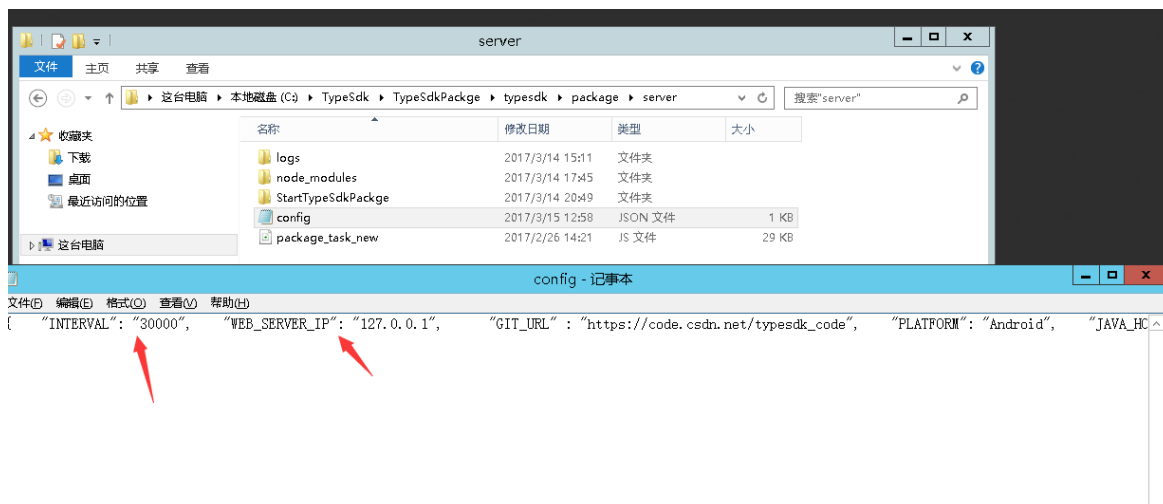 server
文件 主页 共享 查看
这台电脑 本地磁盘 (C:) TypeSdk TypeSdkPackge typesdk package server 搜索"server"
收藏夹
下载
桌面
最近访问的位置
这台电脑
名称 修改日期 类型 大小
logs 2017/3/14 15:11 文件夹
node_modules 2017/3/14 17:45 文件夹
StartTypeSdkPackge 2017/3/14 20:49 文件夹
config 2017/3/15 12:58 JSON 文件 1 KB
package_task_new 2017/2/26 14:21 JS 文件 29 KB
config - 记事本
文件(F) 编辑(E) 格式(O) 查看(V) 帮助(H)
{ "INTERVAL": "30000", "WEB_SERVER_IP": "127.0.0.1", "GIT_URL" : "https://code.csdn.net/typesdk_code", "PLATFORM": "Android", "JAVA_HO